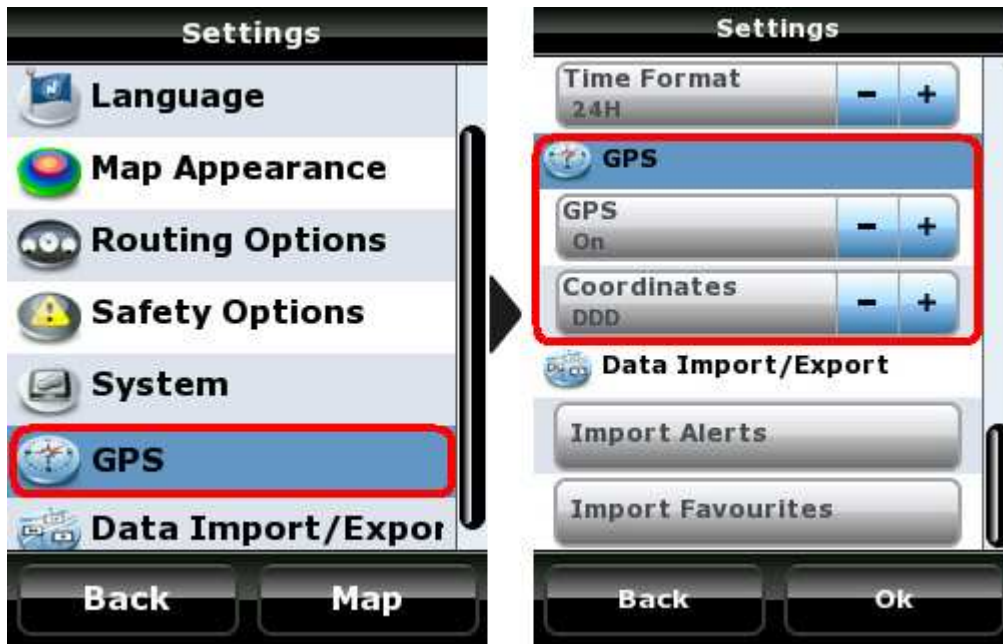 Settings
Language
Map Appearance
Routing Options
Safety Options
System
GPS
Data Import/Expor
Back Map
Settings
Time Format
24H
- +
GPS
GPS
On
- +
Coordinates
DDD
- +
Data Import/Export
Import Alerts
Import Favourites
Back Ok